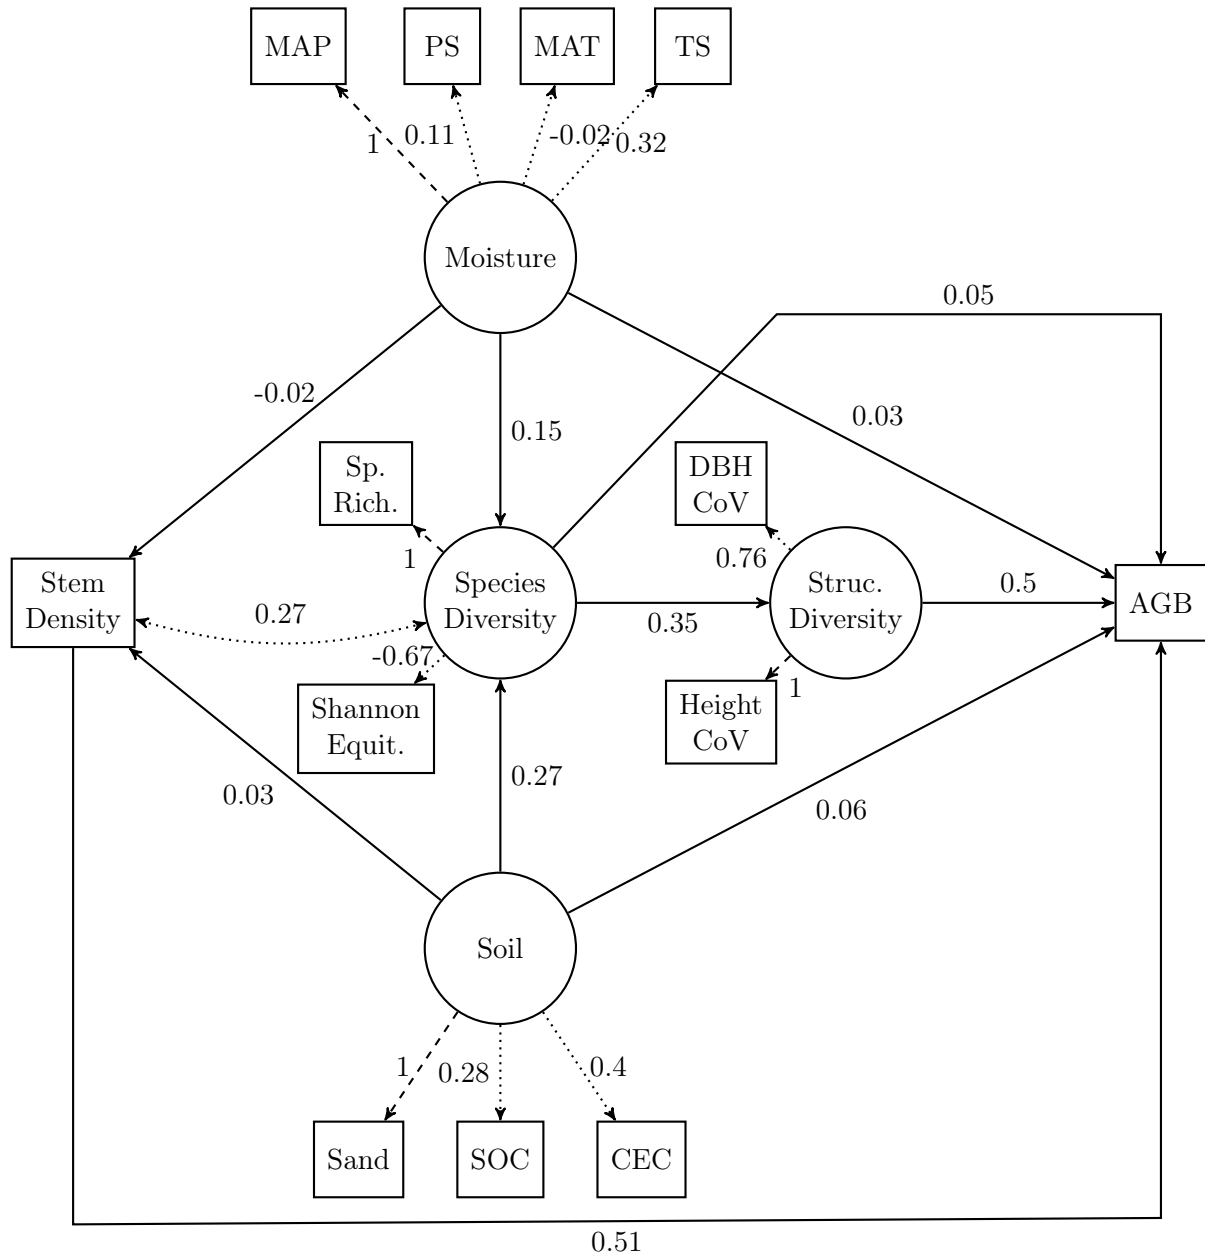 MAP
PS
MAT
TS
1
0.11
-0.02
-0.32
Moisture
0.05
-0.02
0.03
0.15
Sp.
Rich.
DBH
CoV
1
0.76
Stem
Density
0.27
Species
Diversity
0.35
Struc.
Diversity
0.5
AGB
-0.67
Shannon
Equit.
Height
CoV
1
0.27
0.03
0.06
Soil
1
0.28
0.4
Sand
SOC
CEC
0.51